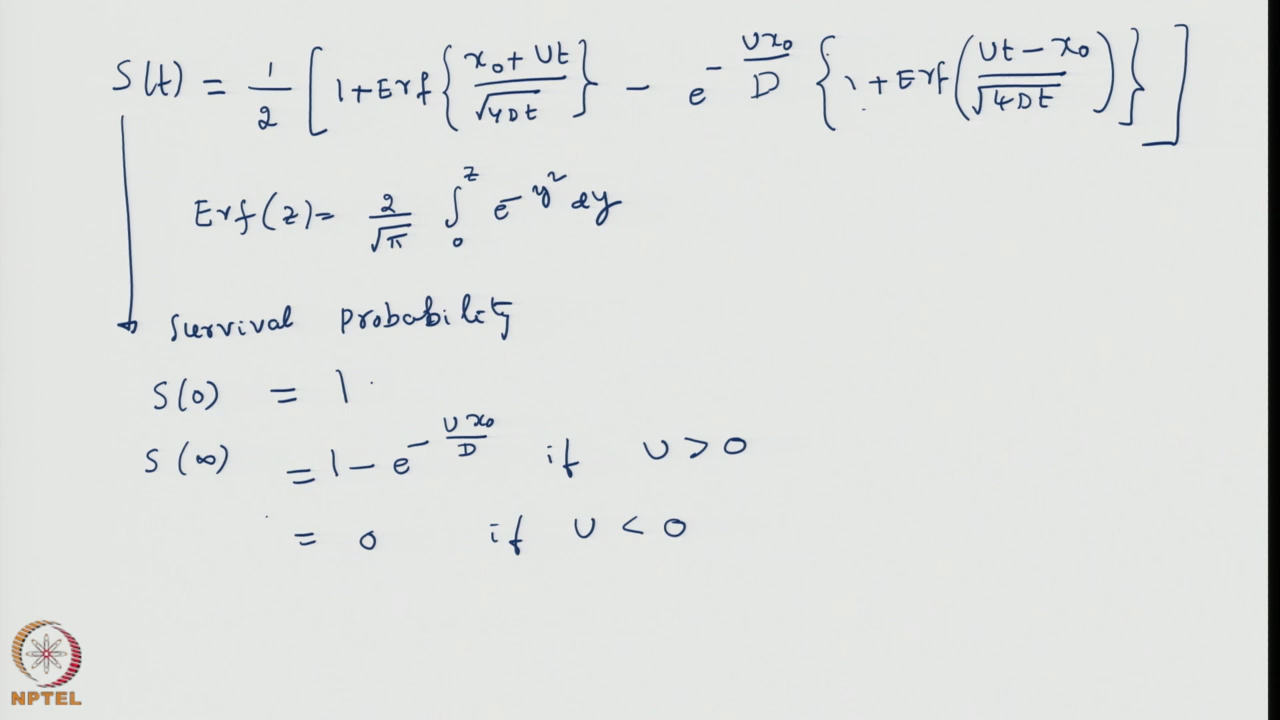 S(t) = 1/2 [ 1+Erf { (x₀ + Ut)/√4Dt } − e^(−Ux₀/D) { 1 + Erf ( (Ut − x₀)/√4Dt ) } ]
Erf(z) = 2/√π ∫₀^z e^(−y²) dy
Survival Probability
S(0) = 1
S(∞) = 1 − e^(−Ux₀/D) if U > 0
= 0 if U < 0
NPTEL